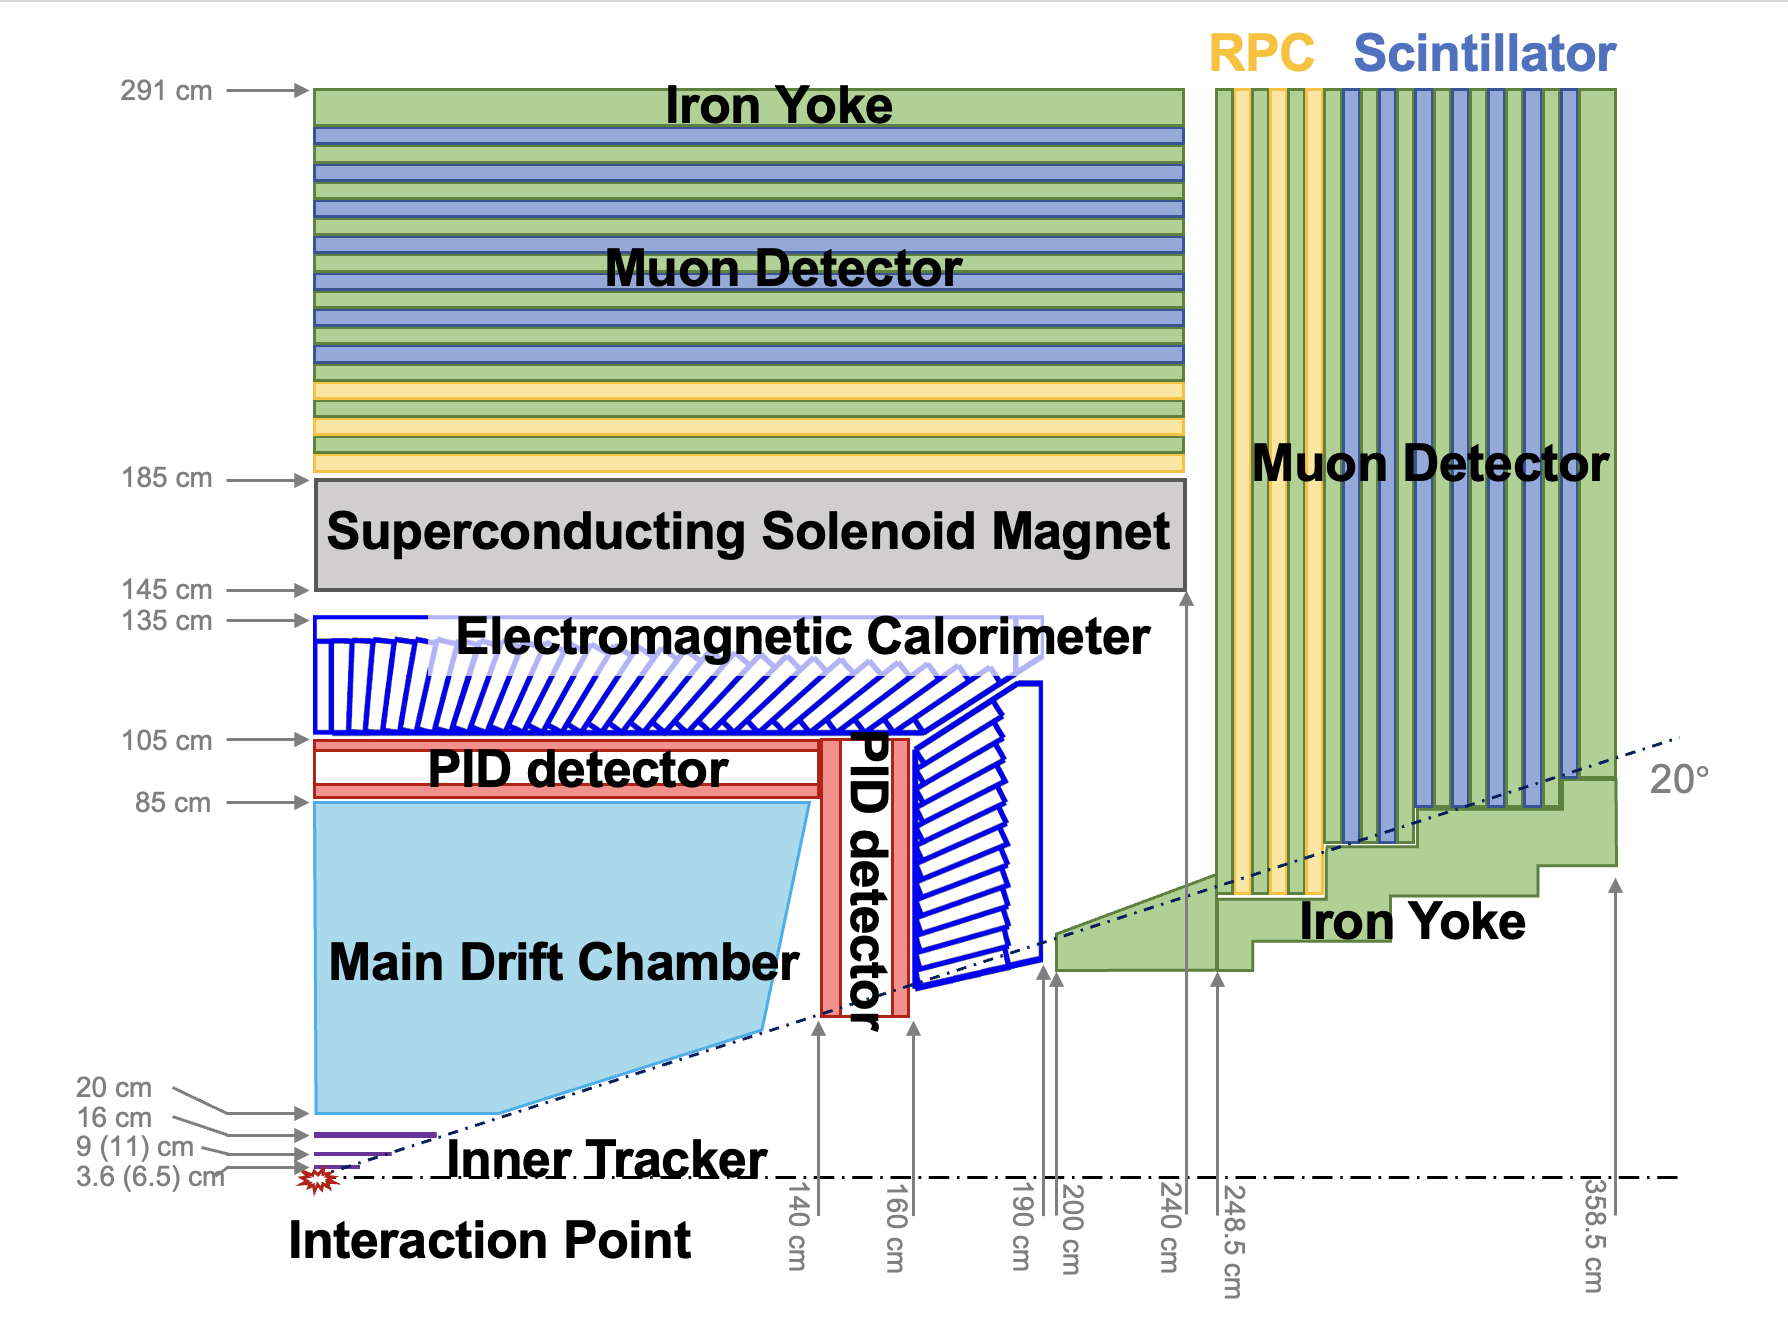 RPC Scintillator
291 cm
Iron Yoke
Muon Detector
Muon Detector
185 cm
Superconducting Solenoid Magnet
145 cm
135 cm
Electromagnetic Calorimeter
105 cm
PID detector
PID detector
85 cm
20°
Iron Yoke
Main Drift Chamber
20 cm
16 cm
9 (11) cm
3.6 (6.5) cm
Inner Tracker
Interaction Point
140 cm
160 cm
190 cm
200 cm
240 cm
248.5 cm
358.5 cm